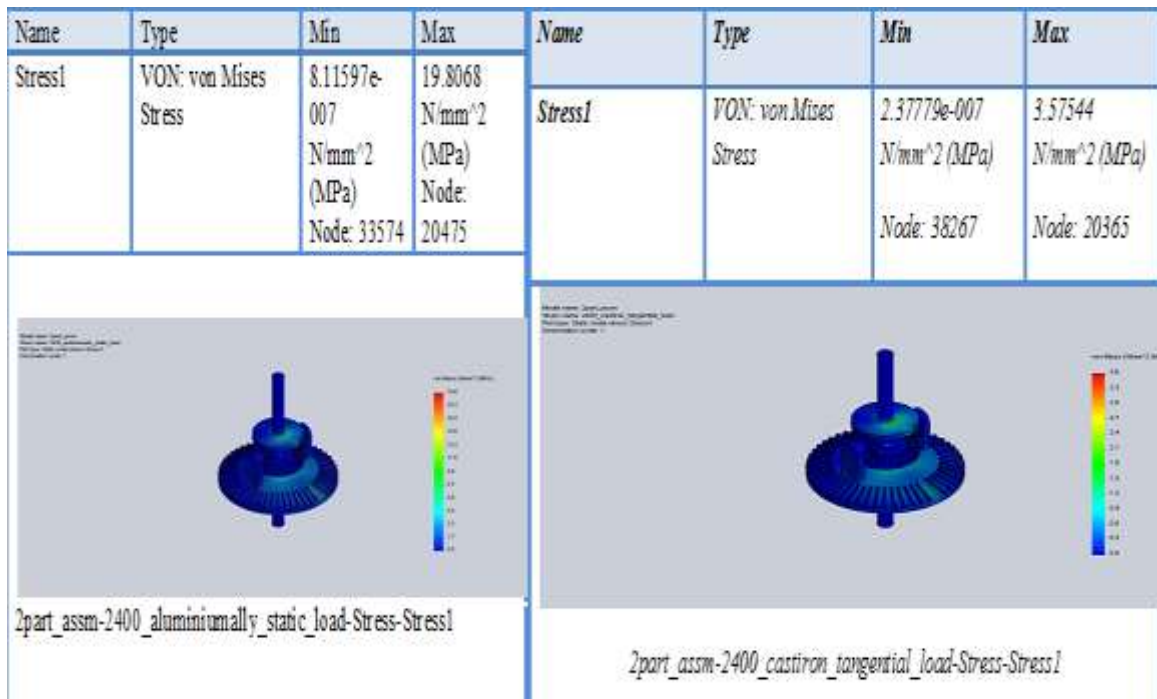 Name Type Min Max
Stress1 VON: von Mises 8.11597e- 19.8068
Stress 007 N/mm^2
N/mm^2 (MPa)
(MPa) Node:
Node: 33574 20475
2part_assm-2400_aluminiumally_static_load-Stress-Stress1
Name Type Min Max
Stress1 VON: von Mises 2.37779e-007 3.57544
Stress N/mm^2 (MPa) N/mm^2 (MPa)
Node: 38267 Node: 20365
2part_assm-2400_castiron_tangential_load-Stress-Stress1